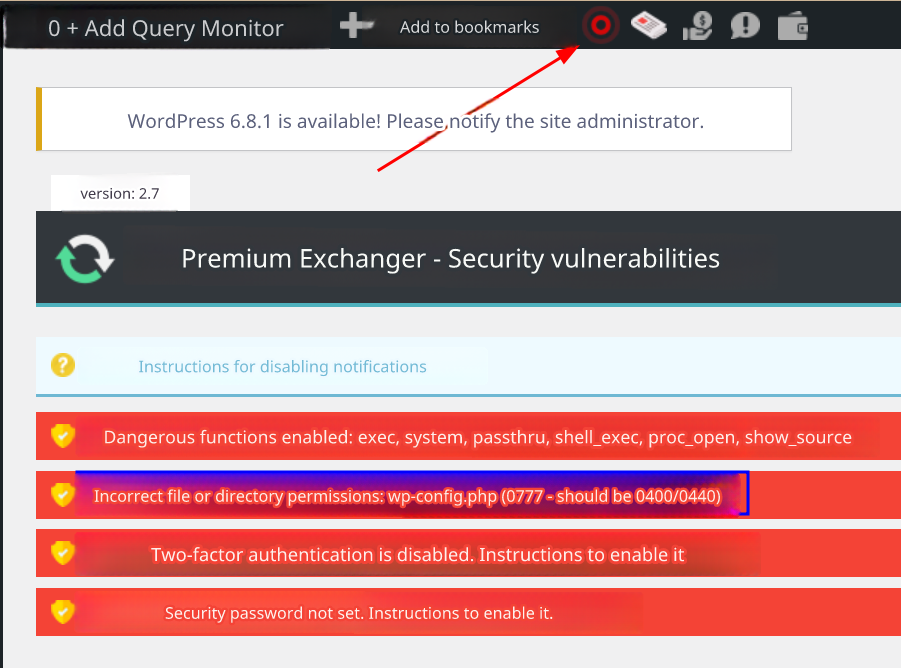 0 + Add Query Monitor
Add to bookmarks
WordPress 6.8.1 is available! Please notify the site administrator.
version: 2.7
Premium Exchanger - Security vulnerabilities
Instructions for disabling notifications
Dangerous functions enabled: exec, system, passthru, shell_exec, proc_open, show_source
Incorrect file or directory permissions: wp-config.php (0777 - should be 0400/0440)
Two-factor authentication is disabled. Instructions to enable it
Security password not set. Instructions to enable it.